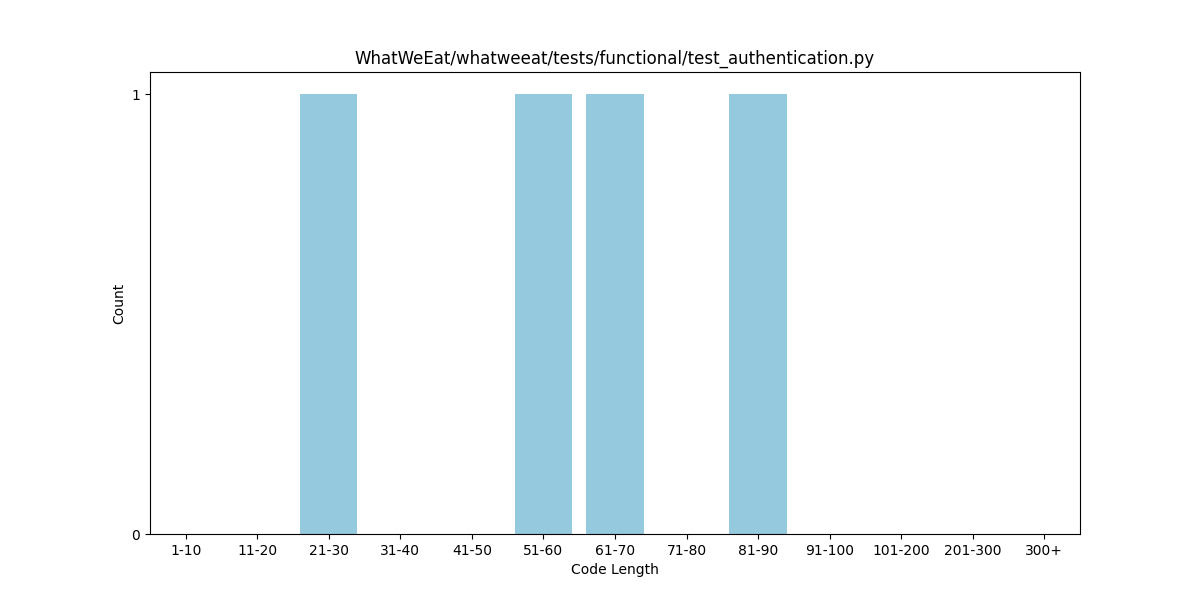 WhatWeEat/whatweeat/tests/functional/test_authentication.py
1
Count
0
1-10 11-20 21-30 31-40 41-50 51-60 61-70 71-80 81-90 91-100 101-200 201-300 300+
Code Length